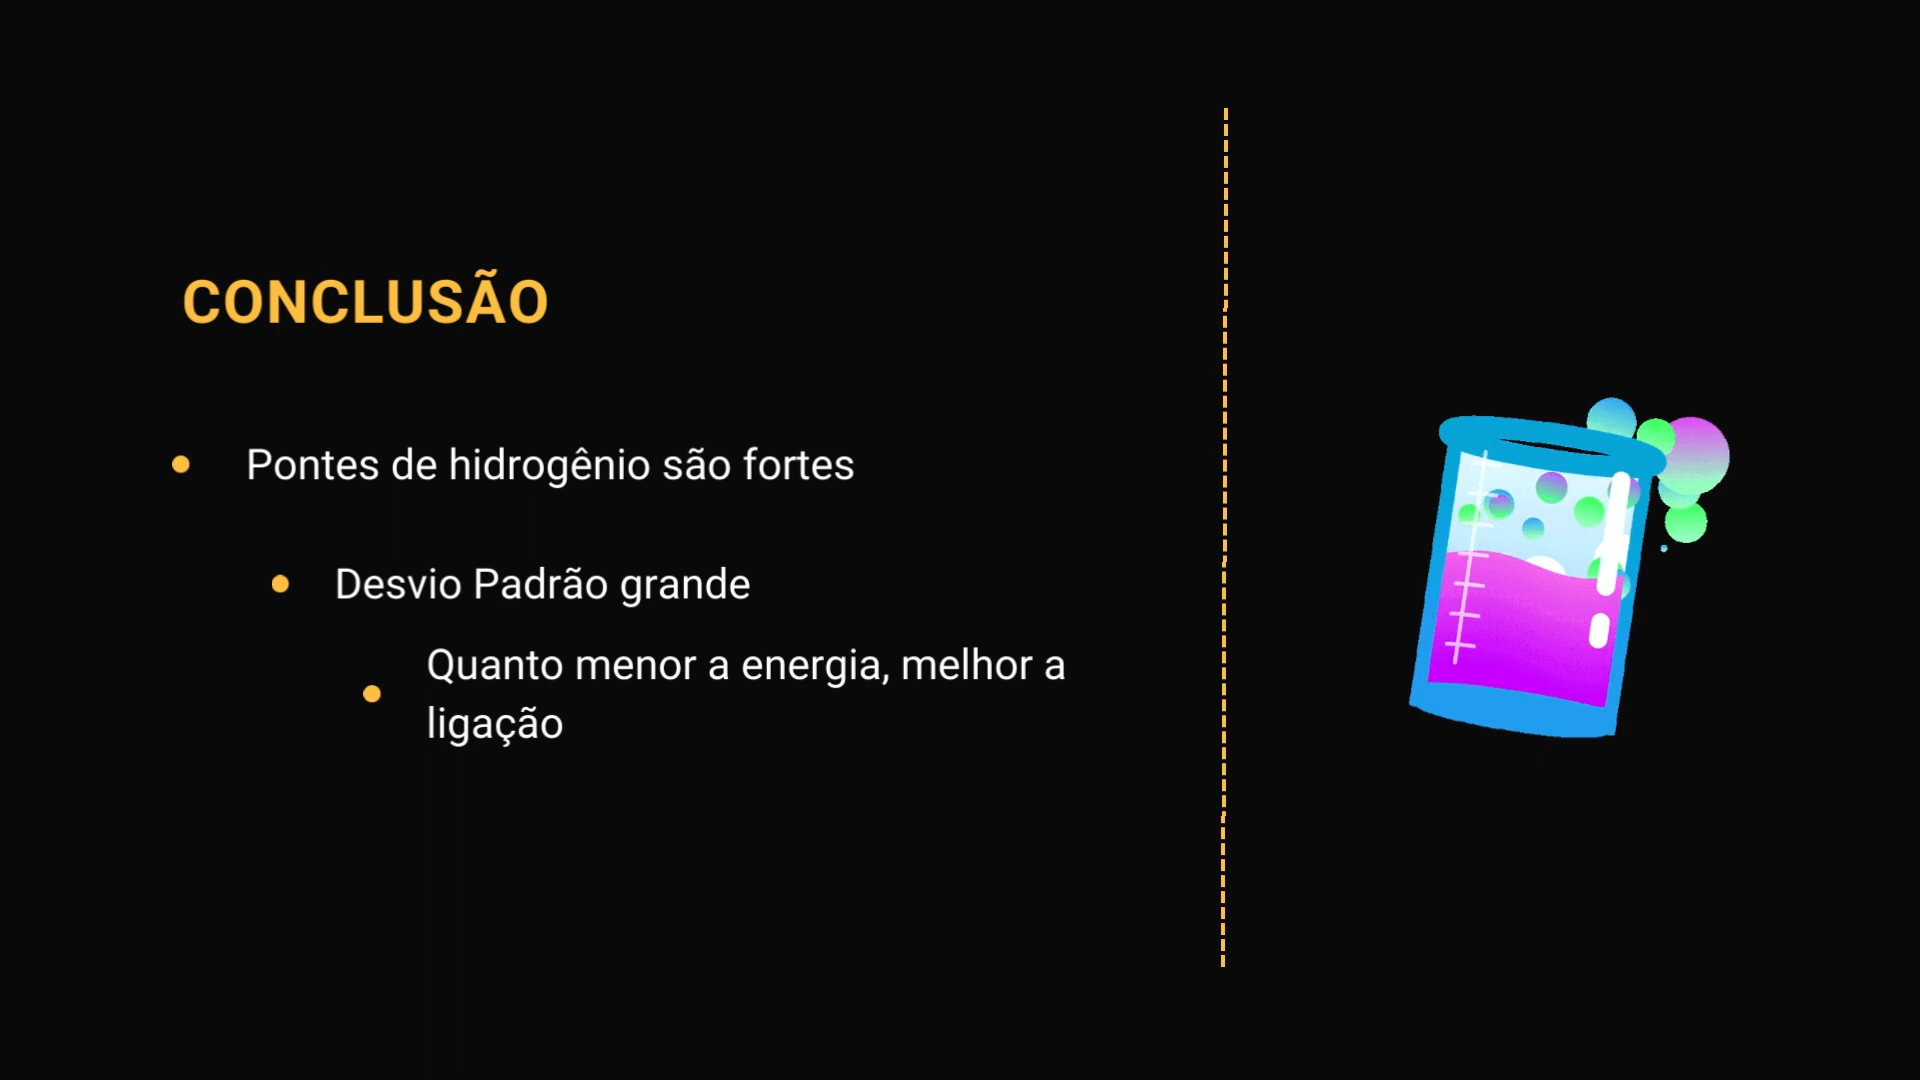 CONCLUSÃO
Pontes de hidrogênio são fortes
Desvio Padrão grande
Quanto menor a energia, melhor a
ligação